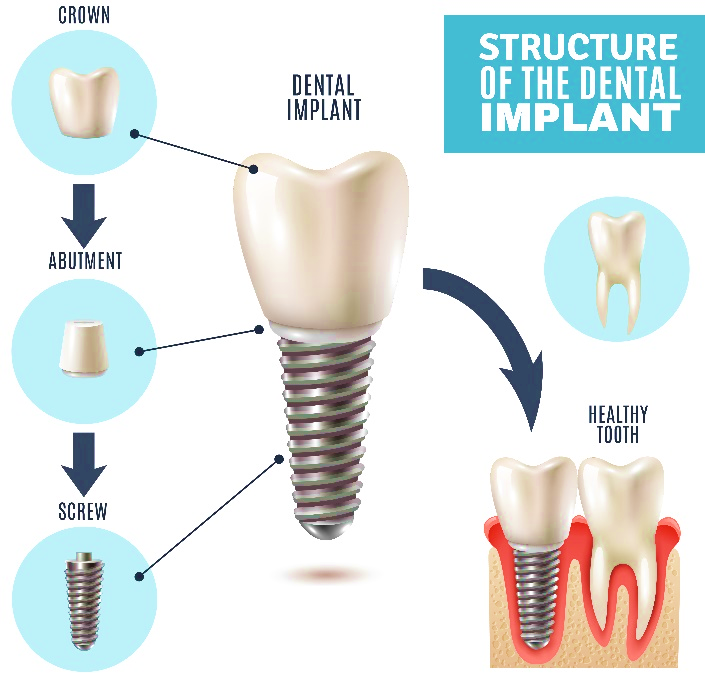 CROWN
DENTAL
IMPLANT
STRUCTURE
OF THE DENTAL
IMPLANT
ABUTMENT
HEALTHY
TOOTH
SCREW